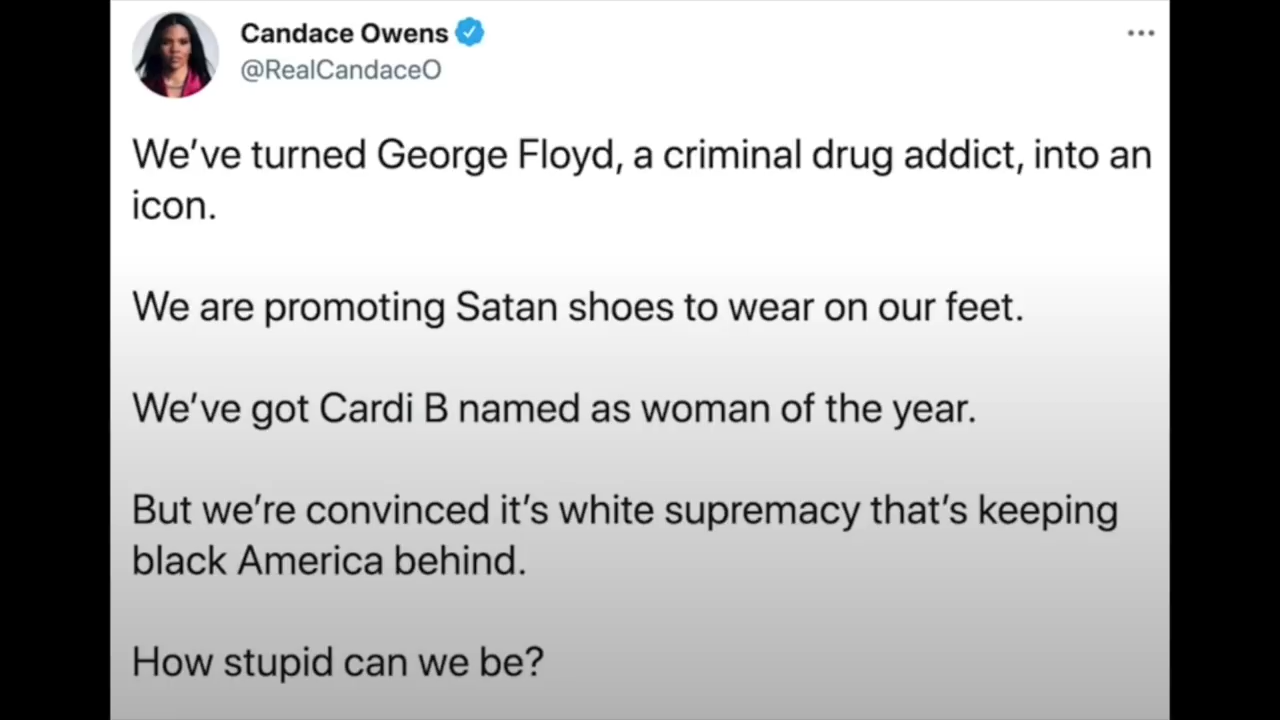 Candace Owens
@RealCandaceO
We've turned George Floyd, a criminal drug addict, into an
icon.
We are promoting Satan shoes to wear on our feet.
We've got Cardi B named as woman of the year.
But we're convinced it's white supremacy that's keeping
black America behind.
How stupid can we be?